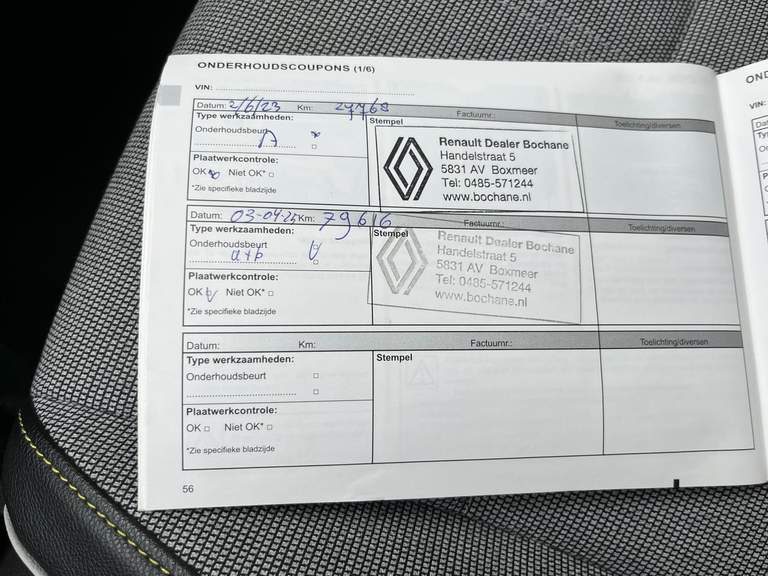 ONDERHOUDSCOUPONS (1/6)
VIN:
Datum: 2/6/23 Km: 27768 Factuurnr.: Toelichting/diversen
Type werkzaamheden: Stempel
Onderhoudsbeurt A
Plaatwerkcontrole:
OK Niet OK*
*Zie specifieke bladzijde
Renault Dealer Bochane
Handelstraat 5
5831 AV Boxmeer
Tel: 0485-571244
www.bochane.nl
Datum: 03-04-25 Km: 79616 Factuurnr.: Toelichting/diversen
Type werkzaamheden: Stempel
Onderhoudsbeurt
a+b
Plaatwerkcontrole:
OK Niet OK*
*Zie specifieke bladzijde
Renault Dealer Bochane
Handelstraat 5
5831 AV Boxmeer
Tel: 0485-571244
www.bochane.nl
Datum: Km: Factuurnr.: Toelichting/diversen
Type werkzaamheden: Stempel
Onderhoudsbeurt
Plaatwerkcontrole:
OK Niet OK*
*Zie specifieke bladzijde
56
VIN: